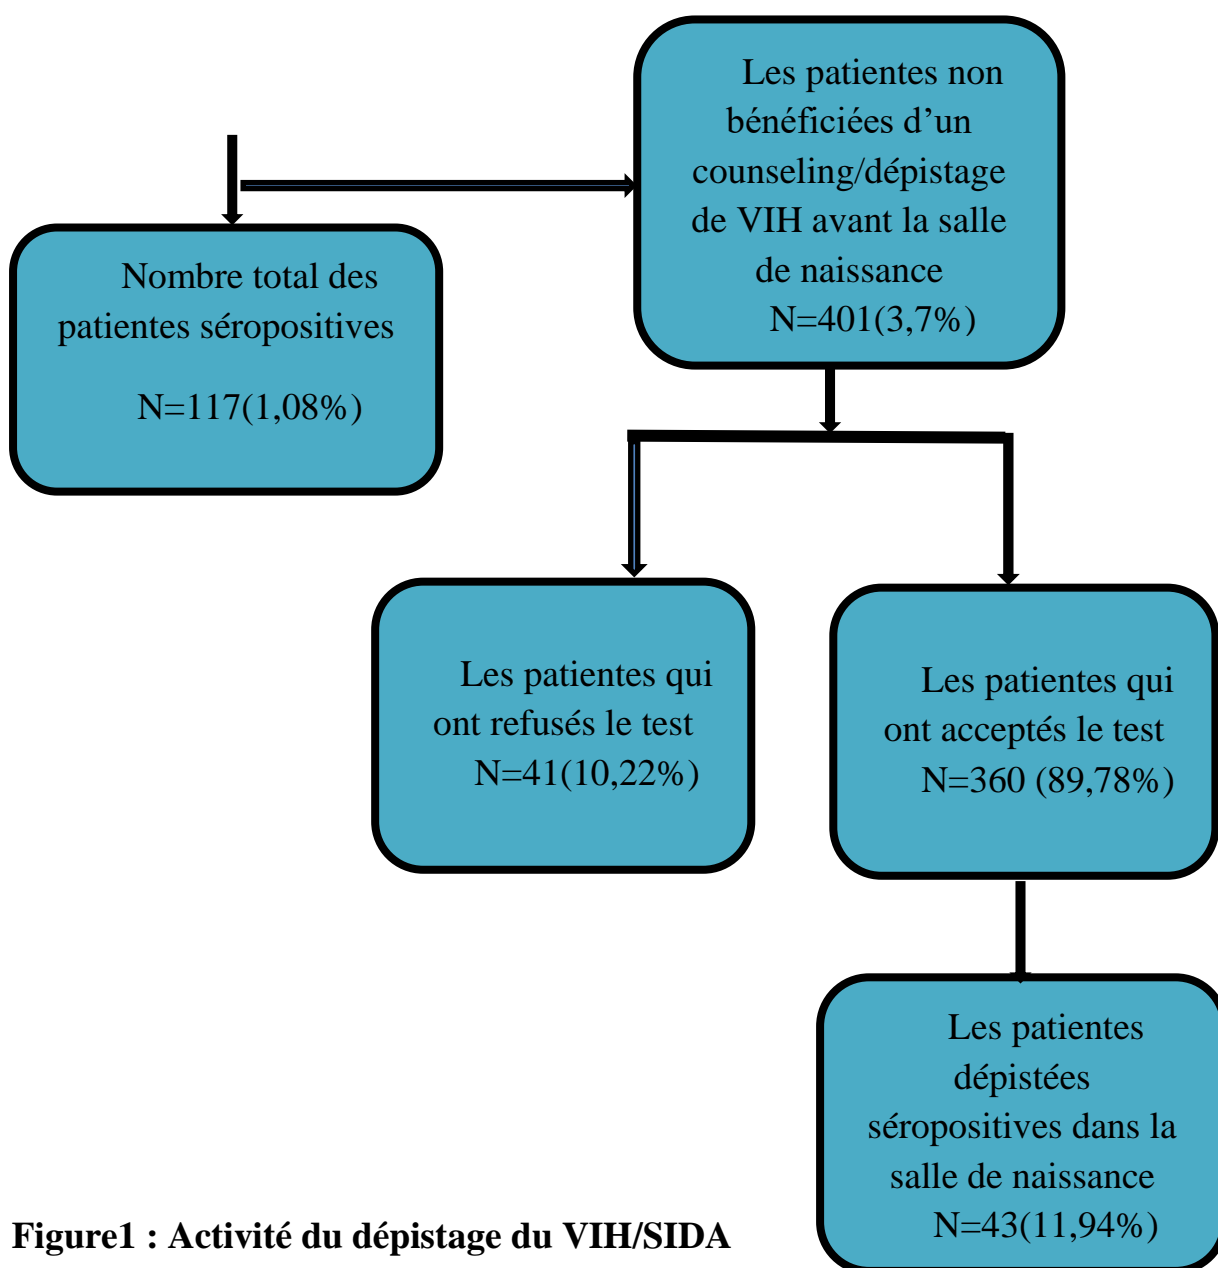 Les patientes non
bénéficiées d’un
counseling/dépistage
de VIH avant la salle
de naissance
N=401(3,7%)
Nombre total des
patientes séropositives
N=117(1,08%)
Les patientes qui
ont refusés le test
N=41(10,22%)
Les patientes qui
ont acceptés le test
N=360 (89,78%)
Les patientes
dépistées
séropositives dans la
salle de naissance
N=43(11,94%)
Figure1 : Activité du dépistage du VIH/SIDA